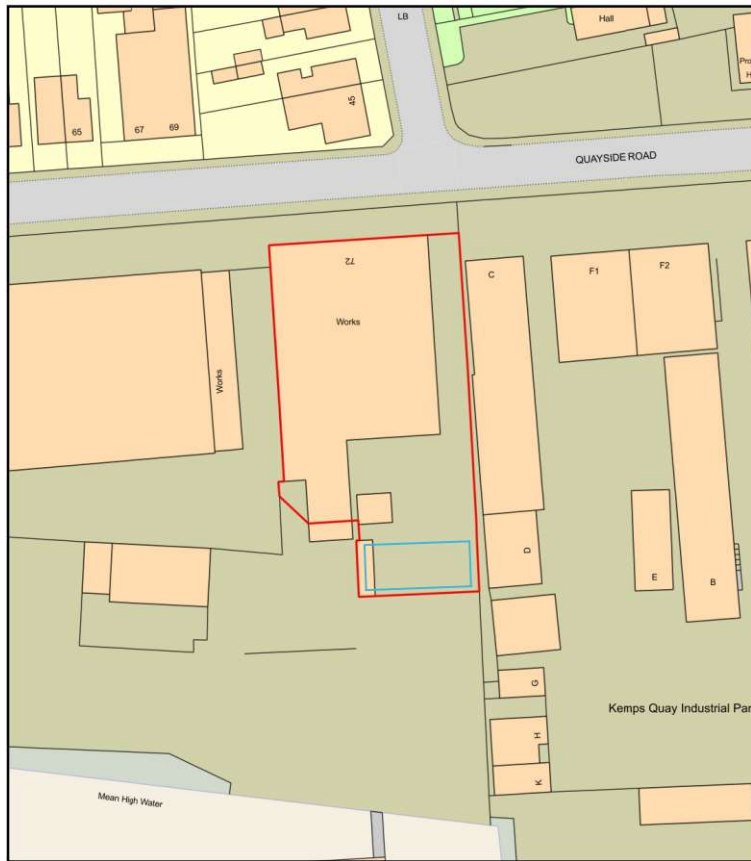 LB
Hall
Pro
H
45
65
67
69
QUAYSIDE ROAD
72
Works
C
F1
F2
Works
D
E
B
G
Kemps Quay Industrial Par
H
K
Mean High Water